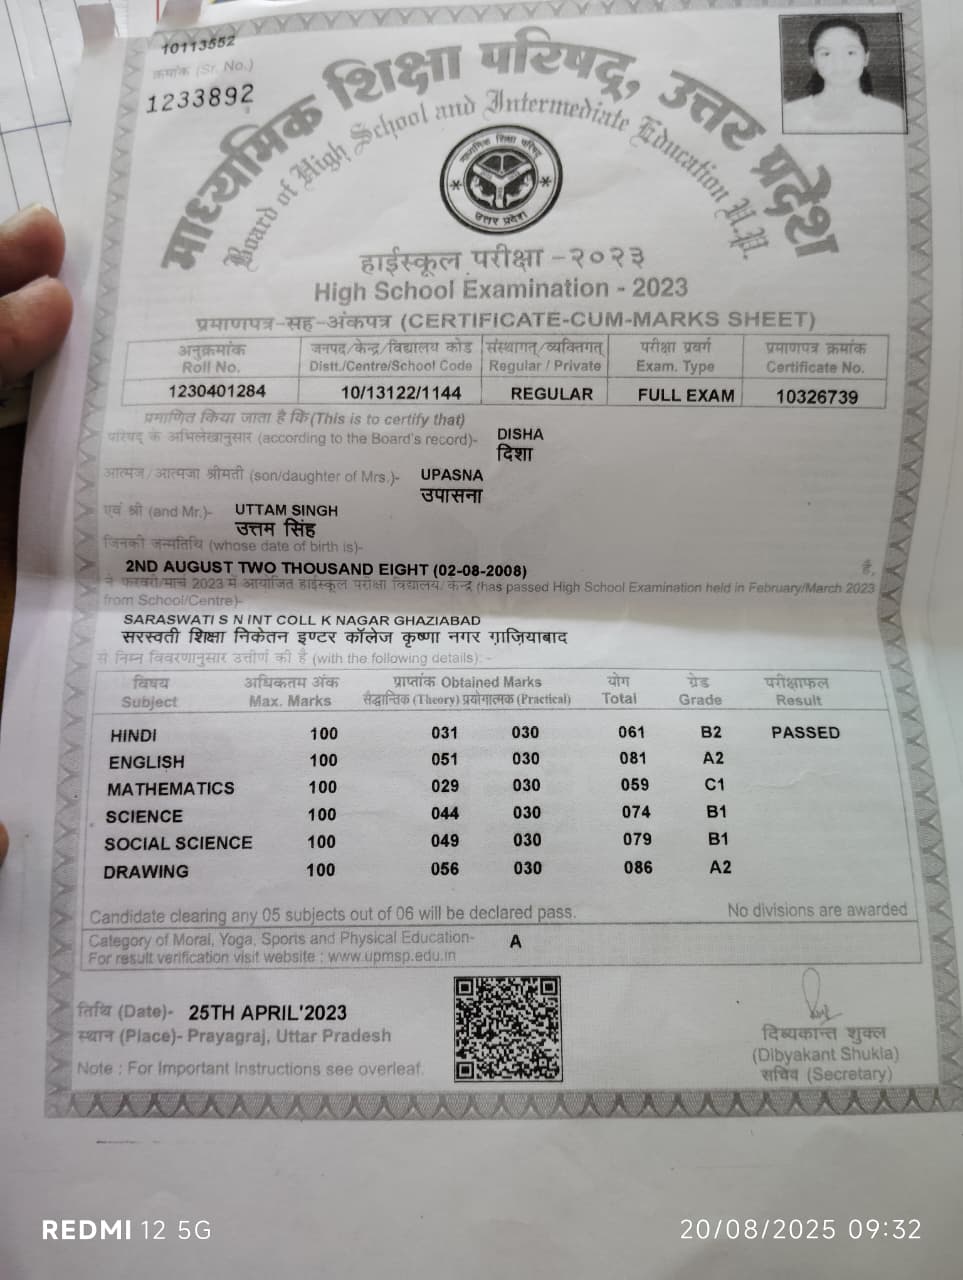 10113552
क्रमांक (Sr. No.)
1233892
माध्यमिक शिक्षा परिषद्, उत्तर प्रदेश
Board of High School and Intermediate Education U.P.
माध्यमिक शिक्षा परिषद्
उत्तर प्रदेश
हाईस्कूल परीक्षा - २०२३
High School Examination - 2023
प्रमाणपत्र-सह-अंकपत्र (CERTIFICATE-CUM-MARKS SHEET)
अनुक्रमांक जनपद/केन्द्र/विद्यालय कोड संस्थागत्/व्यक्तिगत् परीक्षा प्रवर्ग प्रमाणपत्र क्रमांक
Roll No. Distt./Centre/School Code Regular / Private Exam. Type Certificate No.
1230401284 10/13122/1144 REGULAR FULL EXAM 10326739
प्रमाणित किया जाता है कि(This is to certify that)
परिषद् के अभिलेखानुसार (according to the Board's record)- DISHA
दिशा
आत्मज/आत्मजा श्रीमती (son/daughter of Mrs.)- UPASNA
उपासना
एवं श्री (and Mr.)- UTTAM SINGH
उत्तम सिंह
जिनकी जन्मतिथि (whose date of birth is)-
2ND AUGUST TWO THOUSAND EIGHT (02-08-2008) है,
ने फरवरी/मार्च 2023 में आयोजित हाईस्कूल परीक्षा विद्यालय/केन्द्र (has passed High School Examination held in February/March 2023
from School/Centre)-
SARASWATI S N INT COLL K NAGAR GHAZIABAD
सरस्वती शिक्षा निकेतन इण्टर कॉलेज कृष्णा नगर ग़ाज़ियाबाद
से निम्न विवरणानुसार उत्तीर्ण की है (with the following details):-
विषय अधिकतम अंक प्राप्तांक Obtained Marks योग ग्रेड परीक्षाफल
Subject Max. Marks सैद्धान्तिक (Theory) प्रयोगात्मक (Practical) Total Grade Result
HINDI 100 031 030 061 B2 PASSED
ENGLISH 100 051 030 081 A2
MATHEMATICS 100 029 030 059 C1
SCIENCE 100 044 030 074 B1
SOCIAL SCIENCE 100 049 030 079 B1
DRAWING 100 056 030 086 A2
Candidate clearing any 05 subjects out of 06 will be declared pass. No divisions are awarded
Category of Moral, Yoga, Sports and Physical Education- A
For result verification visit website : www.upmsp.edu.in
तिथि (Date)- 25TH APRIL'2023
स्थान (Place)- Prayagraj, Uttar Pradesh
Note : For Important Instructions see overleaf.
दिब्यकान्त शुक्ल
(Dibyakant Shukla)
सचिव (Secretary)
REDMI 12 5G
20/08/2025 09:32